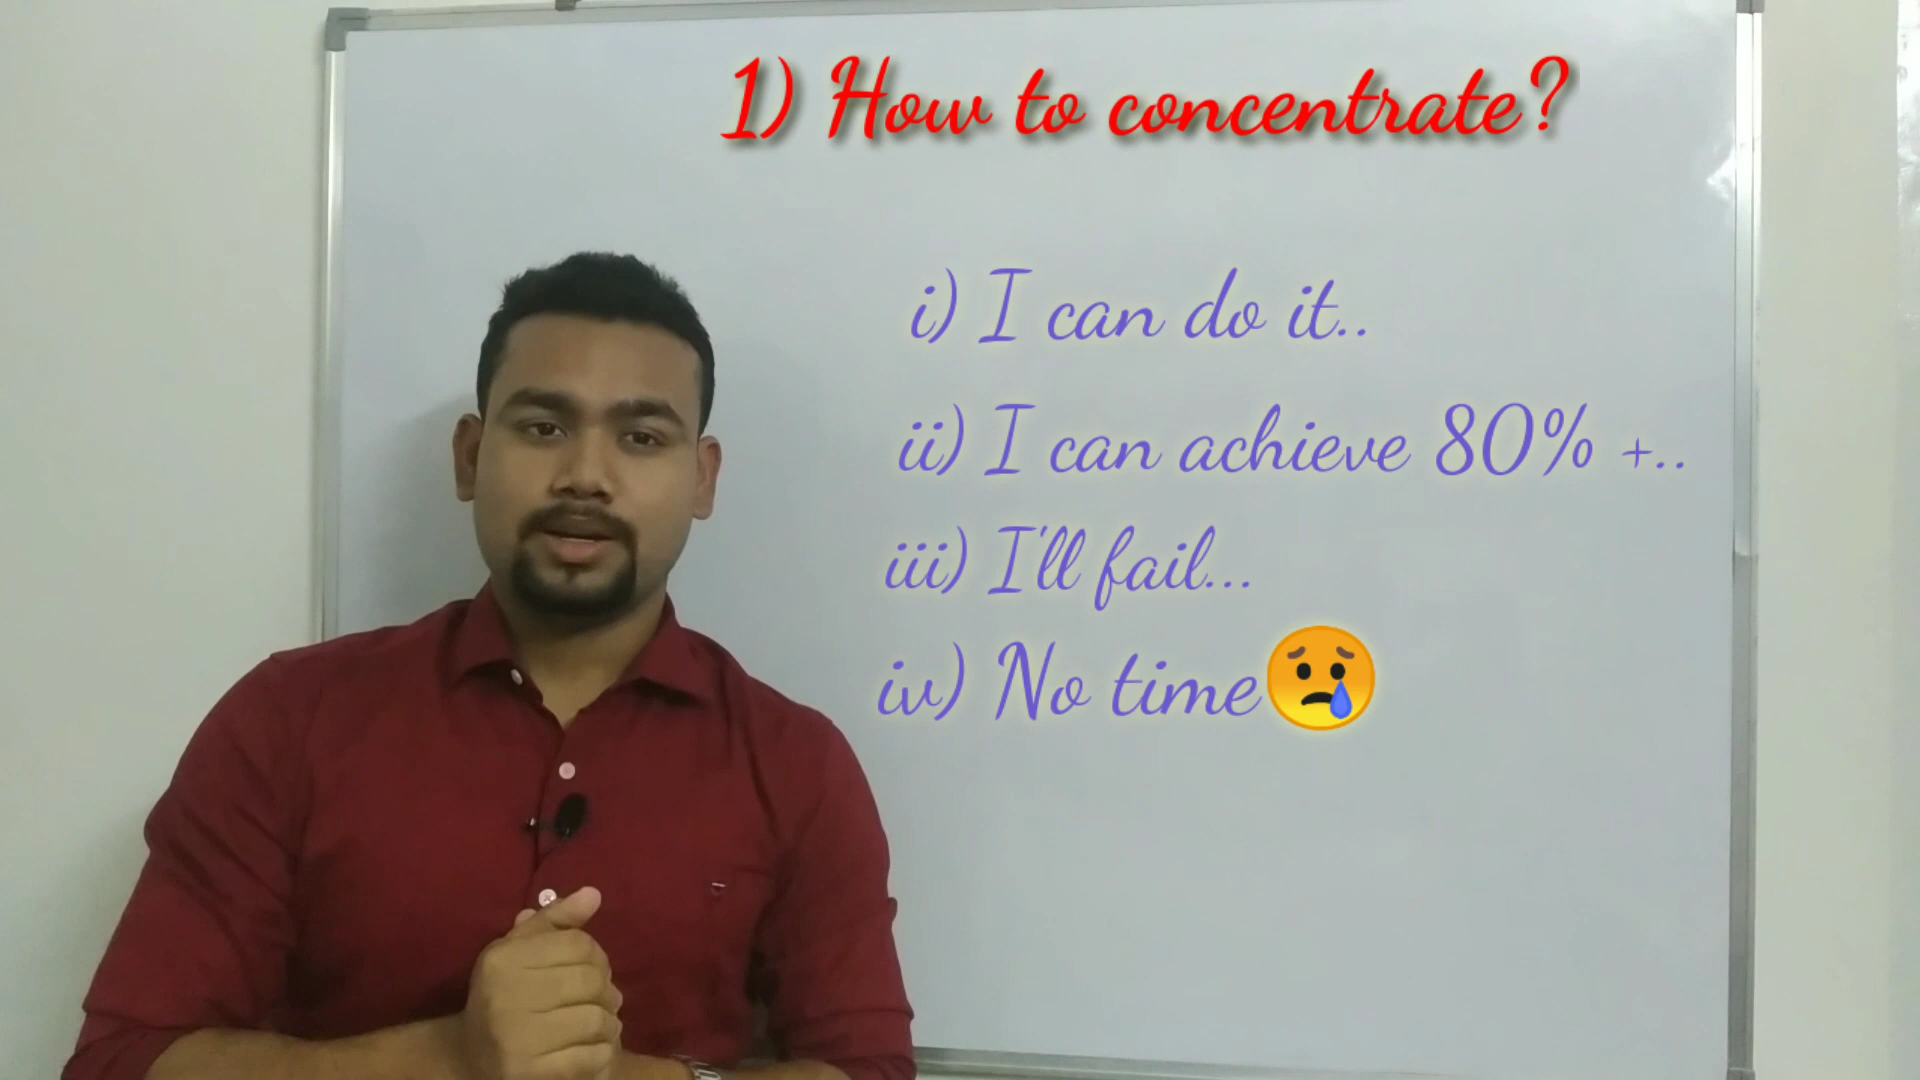 1) How to concentrate?
i) I can do it..
ii) I can achieve 80% +..
iii) I'll fail...
iv) No time😢